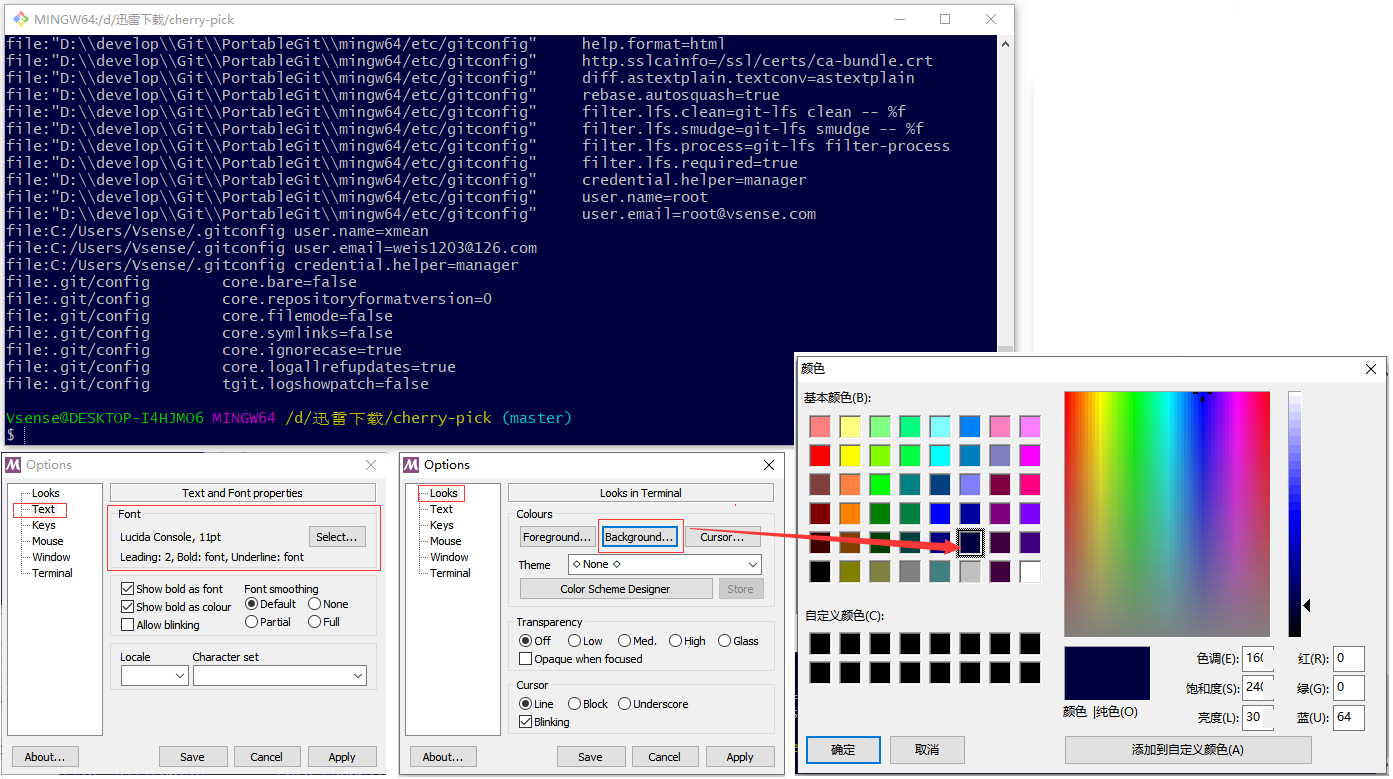 MINGW64:/d/迅雷下载/cherry-pick
file:"D:\\develop\\Git\\PortableGit\\mingw64/etc/gitconfig" help.format=html
file:"D:\\develop\\Git\\PortableGit\\mingw64/etc/gitconfig" http.sslcainfo=/ssl/certs/ca-bundle.crt
file:"D:\\develop\\Git\\PortableGit\\mingw64/etc/gitconfig" diff.astextplain.textconv=astextplain
file:"D:\\develop\\Git\\PortableGit\\mingw64/etc/gitconfig" rebase.autosquash=true
file:"D:\\develop\\Git\\PortableGit\\mingw64/etc/gitconfig" filter.lfs.clean=git-lfs clean -- %f
file:"D:\\develop\\Git\\PortableGit\\mingw64/etc/gitconfig" filter.lfs.smudge=git-lfs smudge -- %f
file:"D:\\develop\\Git\\PortableGit\\mingw64/etc/gitconfig" filter.lfs.process=git-lfs filter-process
file:"D:\\develop\\Git\\PortableGit\\mingw64/etc/gitconfig" filter.lfs.required=true
file:"D:\\develop\\Git\\PortableGit\\mingw64/etc/gitconfig" credential.helper=manager
file:"D:\\develop\\Git\\PortableGit\\mingw64/etc/gitconfig" user.name=root
file:"D:\\develop\\Git\\PortableGit\\mingw64/etc/gitconfig" user.email=root@vsense.com
file:C:/Users/Vsense/.gitconfig user.name=xmean
file:C:/Users/Vsense/.gitconfig user.email=weis1203@126.com
file:C:/Users/Vsense/.gitconfig credential.helper=manager
file:.git/config core.bare=false
file:.git/config core.repositoryformatversion=0
file:.git/config core.filemode=false
file:.git/config core.symlinks=false
file:.git/config core.ignorecase=true
file:.git/config core.logallrefupdates=true
file:.git/config tgit.logshowpatch=false
Vsense@DESKTOP-I4HJMO6 MINGW64 /d/迅雷下载/cherry-pick (master)
$
Options
Looks
Text
Keys
Mouse
Window
Terminal
Text and Font properties
Font
Lucida Console, 11pt
Select...
Leading: 2, Bold: font, Underline: font
Show bold as font
Show bold as colour
Allow blinking
Font smoothing
Default None
Partial Full
Locale Character set
About... Save Cancel Apply
Options
Looks
Text
Keys
Mouse
Window
Terminal
Looks in Terminal
Colours
Foreground... Background... Cursor...
Theme ◇ None ◇
Color Scheme Designer Store
Transparency
Off Low Med. High Glass
Opaque when focused
Cursor
Line Block Underscore
Blinking
About... Save Cancel Apply
颜色
基本颜色(B):
自定义颜色(C):
确定 取消
颜色|纯色(O)
色调(E): 160 红(R): 0
饱和度(S): 240 绿(G): 0
亮度(L): 30 蓝(U): 64
添加到自定义颜色(A)